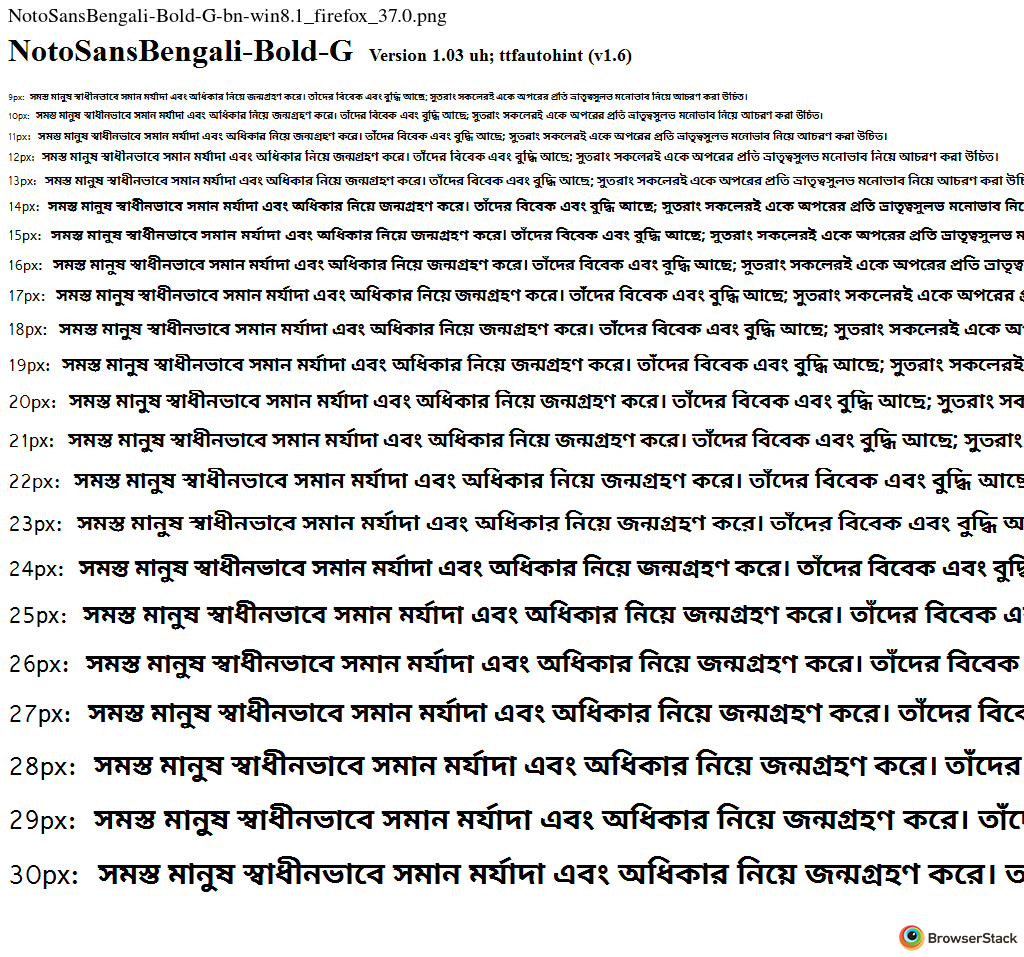 NotoSansBengali-Bold-G-bn-win8.1_firefox_37.0.png
NotoSansBengali-Bold-G Version 1.03 uh; ttfautohint (v1.6)
9px: সমস্ত মানুষ স্বাধীনভাবে সমান মর্যাদা এবং অধিকার নিয়ে জন্মগ্রহণ করে। তাঁদের বিবেক এবং বুদ্ধি আছে; সুতরাং সকলেরই একে অপরের প্রতি ভ্রাতৃত্বসুলভ মনোভাব নিয়ে আচরণ করা উচিত।
10px: সমস্ত মানুষ স্বাধীনভাবে সমান মর্যাদা এবং অধিকার নিয়ে জন্মগ্রহণ করে। তাঁদের বিবেক এবং বুদ্ধি আছে; সুতরাং সকলেরই একে অপরের প্রতি ভ্রাতৃত্বসুলভ মনোভাব নিয়ে আচরণ করা উচিত।
11px: সমস্ত মানুষ স্বাধীনভাবে সমান মর্যাদা এবং অধিকার নিয়ে জন্মগ্রহণ করে। তাঁদের বিবেক এবং বুদ্ধি আছে; সুতরাং সকলেরই একে অপরের প্রতি ভ্রাতৃত্বসুলভ মনোভাব নিয়ে আচরণ করা উচিত।
12px: সমস্ত মানুষ স্বাধীনভাবে সমান মর্যাদা এবং অধিকার নিয়ে জন্মগ্রহণ করে। তাঁদের বিবেক এবং বুদ্ধি আছে; সুতরাং সকলেরই একে অপরের প্রতি ভ্রাতৃত্বসুলভ মনোভাব নিয়ে আচরণ করা উচিত।
13px: সমস্ত মানুষ স্বাধীনভাবে সমান মর্যাদা এবং অধিকার নিয়ে জন্মগ্রহণ করে। তাঁদের বিবেক এবং বুদ্ধি আছে; সুতরাং সকলেরই একে অপরের প্রতি ভ্রাতৃত্বসুলভ মনোভাব নিয়ে আচরণ করা
14px: সমস্ত মানুষ স্বাধীনভাবে সমান মর্যাদা এবং অধিকার নিয়ে জন্মগ্রহণ করে। তাঁদের বিবেক এবং বুদ্ধি আছে; সুতরাং সকলেরই একে অপরের প্রতি ভ্রাতৃত্বসুলভ মনোভাব
15px: সমস্ত মানুষ স্বাধীনভাবে সমান মর্যাদা এবং অধিকার নিয়ে জন্মগ্রহণ করে। তাঁদের বিবেক এবং বুদ্ধি আছে; সুতরাং সকলেরই একে অপরের প্রতি ভ্রাতৃত্বসুলভ
16px: সমস্ত মানুষ স্বাধীনভাবে সমান মর্যাদা এবং অধিকার নিয়ে জন্মগ্রহণ করে। তাঁদের বিবেক এবং বুদ্ধি আছে; সুতরাং সকলেরই একে অপরের প্রতি
17px: সমস্ত মানুষ স্বাধীনভাবে সমান মর্যাদা এবং অধিকার নিয়ে জন্মগ্রহণ করে। তাঁদের বিবেক এবং বুদ্ধি আছে; সুতরাং সকলেরই একে অপরের
18px: সমস্ত মানুষ স্বাধীনভাবে সমান মর্যাদা এবং অধিকার নিয়ে জন্মগ্রহণ করে। তাঁদের বিবেক এবং বুদ্ধি আছে; সুতরাং সকলেরই একে
19px: সমস্ত মানুষ স্বাধীনভাবে সমান মর্যাদা এবং অধিকার নিয়ে জন্মগ্রহণ করে। তাঁদের বিবেক এবং বুদ্ধি আছে; সুতরাং সকলেরই
20px: সমস্ত মানুষ স্বাধীনভাবে সমান মর্যাদা এবং অধিকার নিয়ে জন্মগ্রহণ করে। তাঁদের বিবেক এবং বুদ্ধি আছে; সুতরাং
21px: সমস্ত মানুষ স্বাধীনভাবে সমান মর্যাদা এবং অধিকার নিয়ে জন্মগ্রহণ করে। তাঁদের বিবেক এবং বুদ্ধি আছে; সুতরাং
22px: সমস্ত মানুষ স্বাধীনভাবে সমান মর্যাদা এবং অধিকার নিয়ে জন্মগ্রহণ করে। তাঁদের বিবেক এবং বুদ্ধি আছে
23px: সমস্ত মানুষ স্বাধীনভাবে সমান মর্যাদা এবং অধিকার নিয়ে জন্মগ্রহণ করে। তাঁদের বিবেক এবং বুদ্ধি
24px: সমস্ত মানুষ স্বাধীনভাবে সমান মর্যাদা এবং অধিকার নিয়ে জন্মগ্রহণ করে। তাঁদের বিবেক এবং বুদ্ধি
25px: সমস্ত মানুষ স্বাধীনভাবে সমান মর্যাদা এবং অধিকার নিয়ে জন্মগ্রহণ করে। তাঁদের বিবেক
26px: সমস্ত মানুষ স্বাধীনভাবে সমান মর্যাদা এবং অধিকার নিয়ে জন্মগ্রহণ করে। তাঁদের বিবেক
27px: সমস্ত মানুষ স্বাধীনভাবে সমান মর্যাদা এবং অধিকার নিয়ে জন্মগ্রহণ করে। তাঁদের
28px: সমস্ত মানুষ স্বাধীনভাবে সমান মর্যাদা এবং অধিকার নিয়ে জন্মগ্রহণ করে। তাঁদের
29px: সমস্ত মানুষ স্বাধীনভাবে সমান মর্যাদা এবং অধিকার নিয়ে জন্মগ্রহণ করে।
30px: সমস্ত মানুষ স্বাধীনভাবে সমান মর্যাদা এবং অধিকার নিয়ে জন্মগ্রহণ করে।
BrowserStack